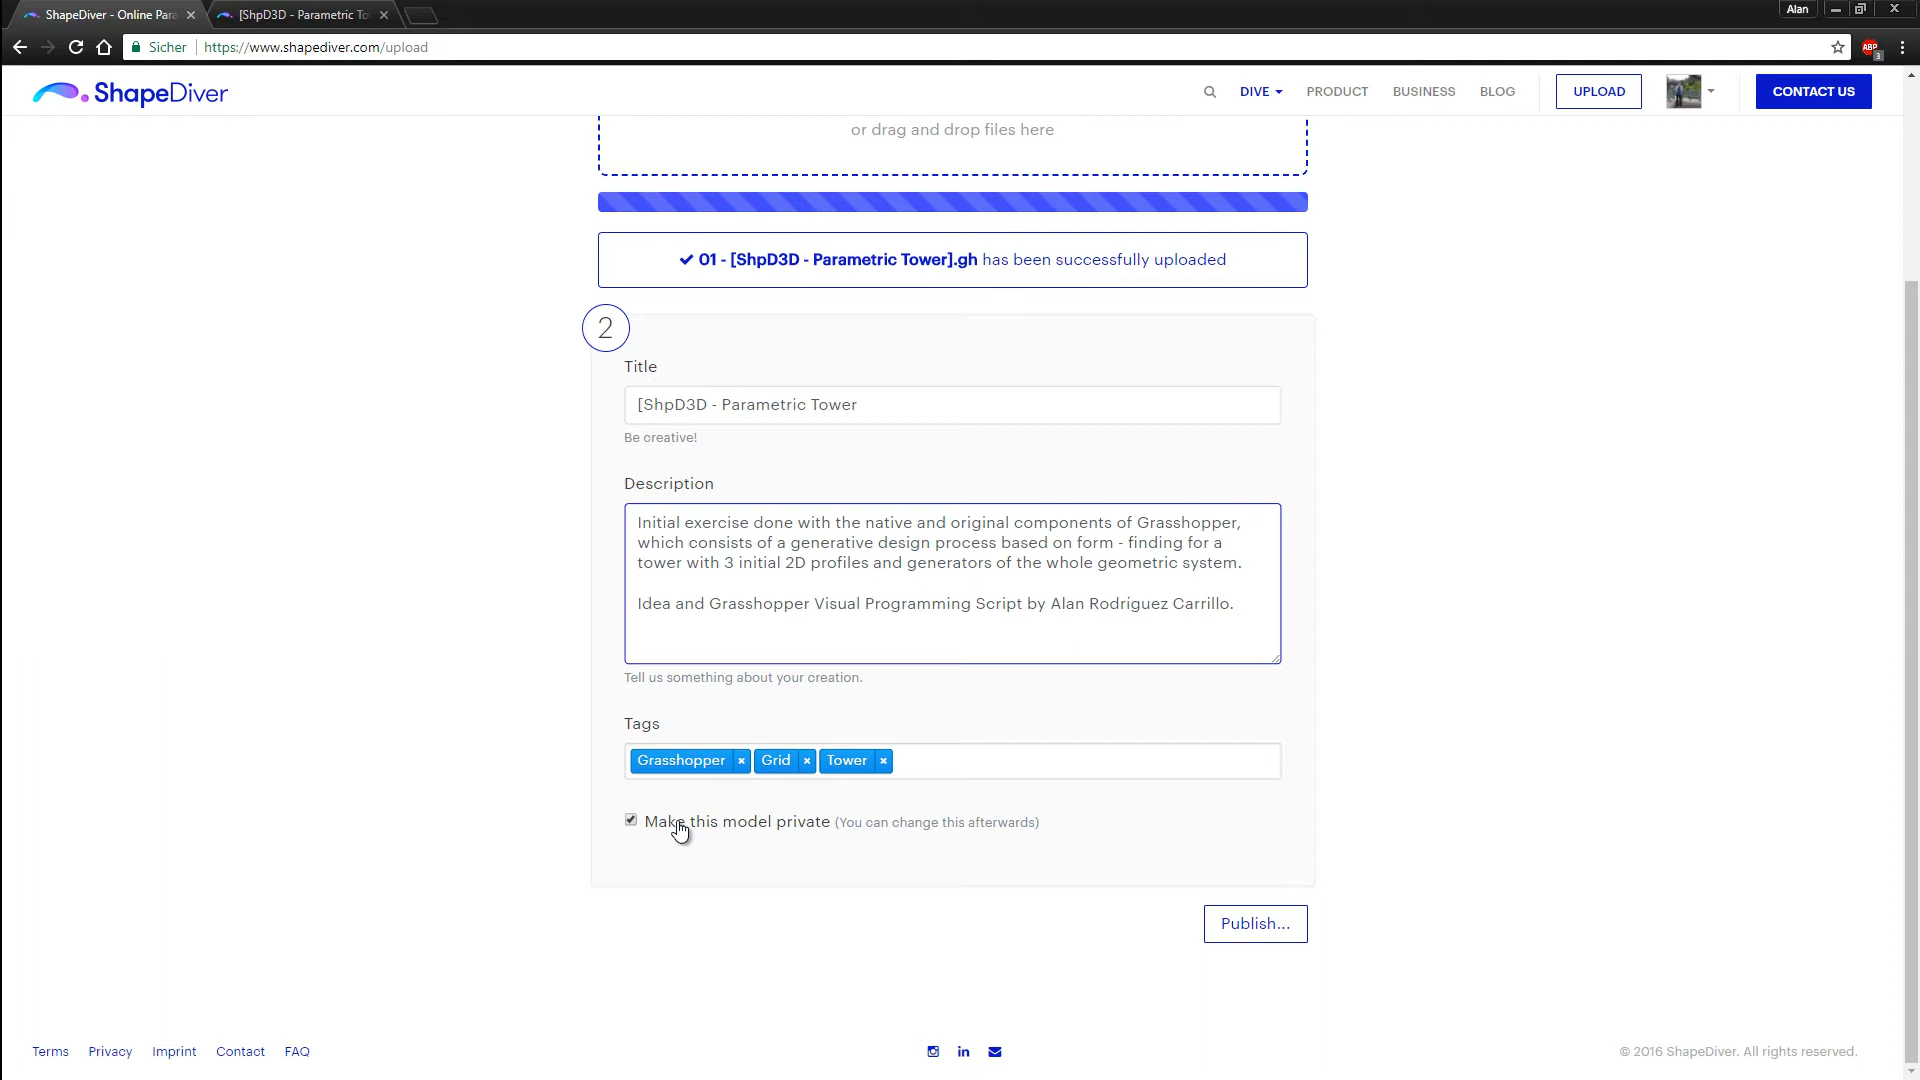 ShapeDiver - Online Para
[ShpD3D - Parametric To
Alan
Sicher
https://www.shapediver.com/upload
ABP
3
ShapeDiver
DIVE
PRODUCT
BUSINESS
BLOG
UPLOAD
CONTACT US
or drag and drop files here
01 - [ShpD3D - Parametric Tower].gh has been successfully uploaded
2
Title
[ShpD3D - Parametric Tower
Be creative!
Description
Initial exercise done with the native and original components of Grasshopper,
which consists of a generative design process based on form - finding for a
tower with 3 initial 2D profiles and generators of the whole geometric system.
Idea and Grasshopper Visual Programming Script by Alan Rodríguez Carrillo.
Tell us something about your creation.
Tags
Grasshopper × Grid × Tower ×
Make this model private (You can change this afterwards)
Publish...
Terms Privacy Imprint Contact FAQ
in
© 2016 ShapeDiver. All rights reserved.